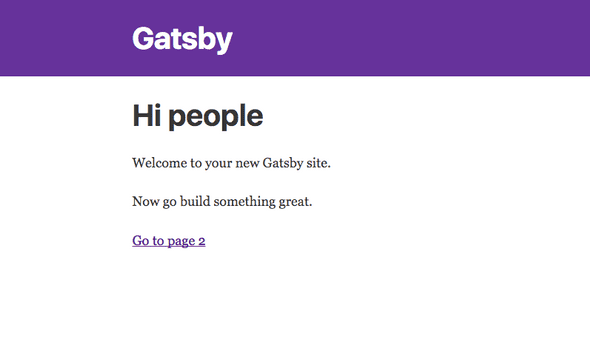 Gatsby
Hi people
Welcome to your new Gatsby site.
Now go build something great.
Go to page 2